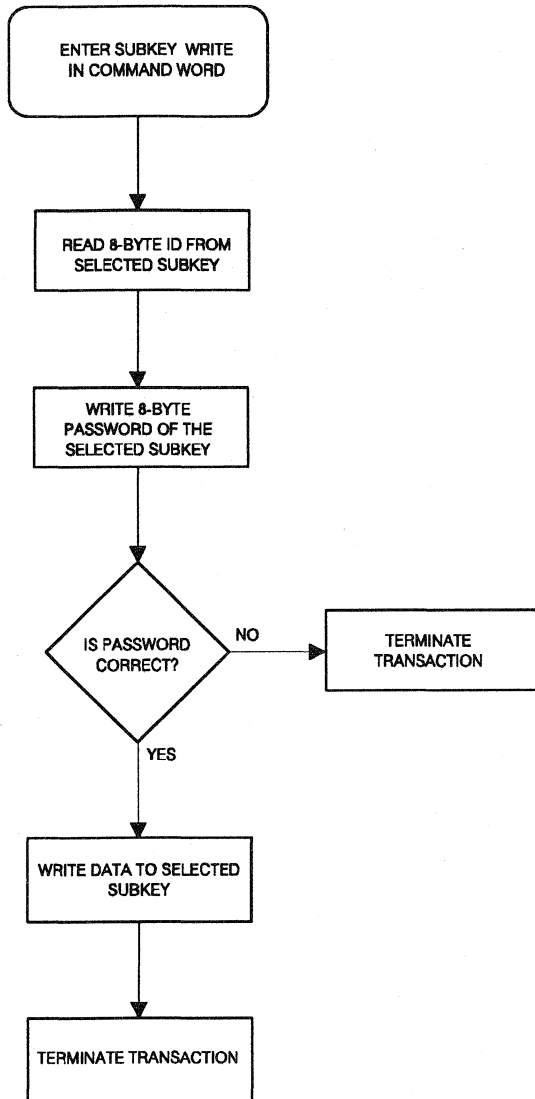 ENTER SUBKEY WRITE
IN COMMAND WORD
READ 8-BYTE ID FROM
SELECTED SUBKEY
WRITE 8-BYTE
PASSWORD OF THE
SELECTED SUBKEY
IS PASSWORD
CORRECT?
NO
TERMINATE
TRANSACTION
YES
WRITE DATA TO SELECTED
SUBKEY
TERMINATE TRANSACTION